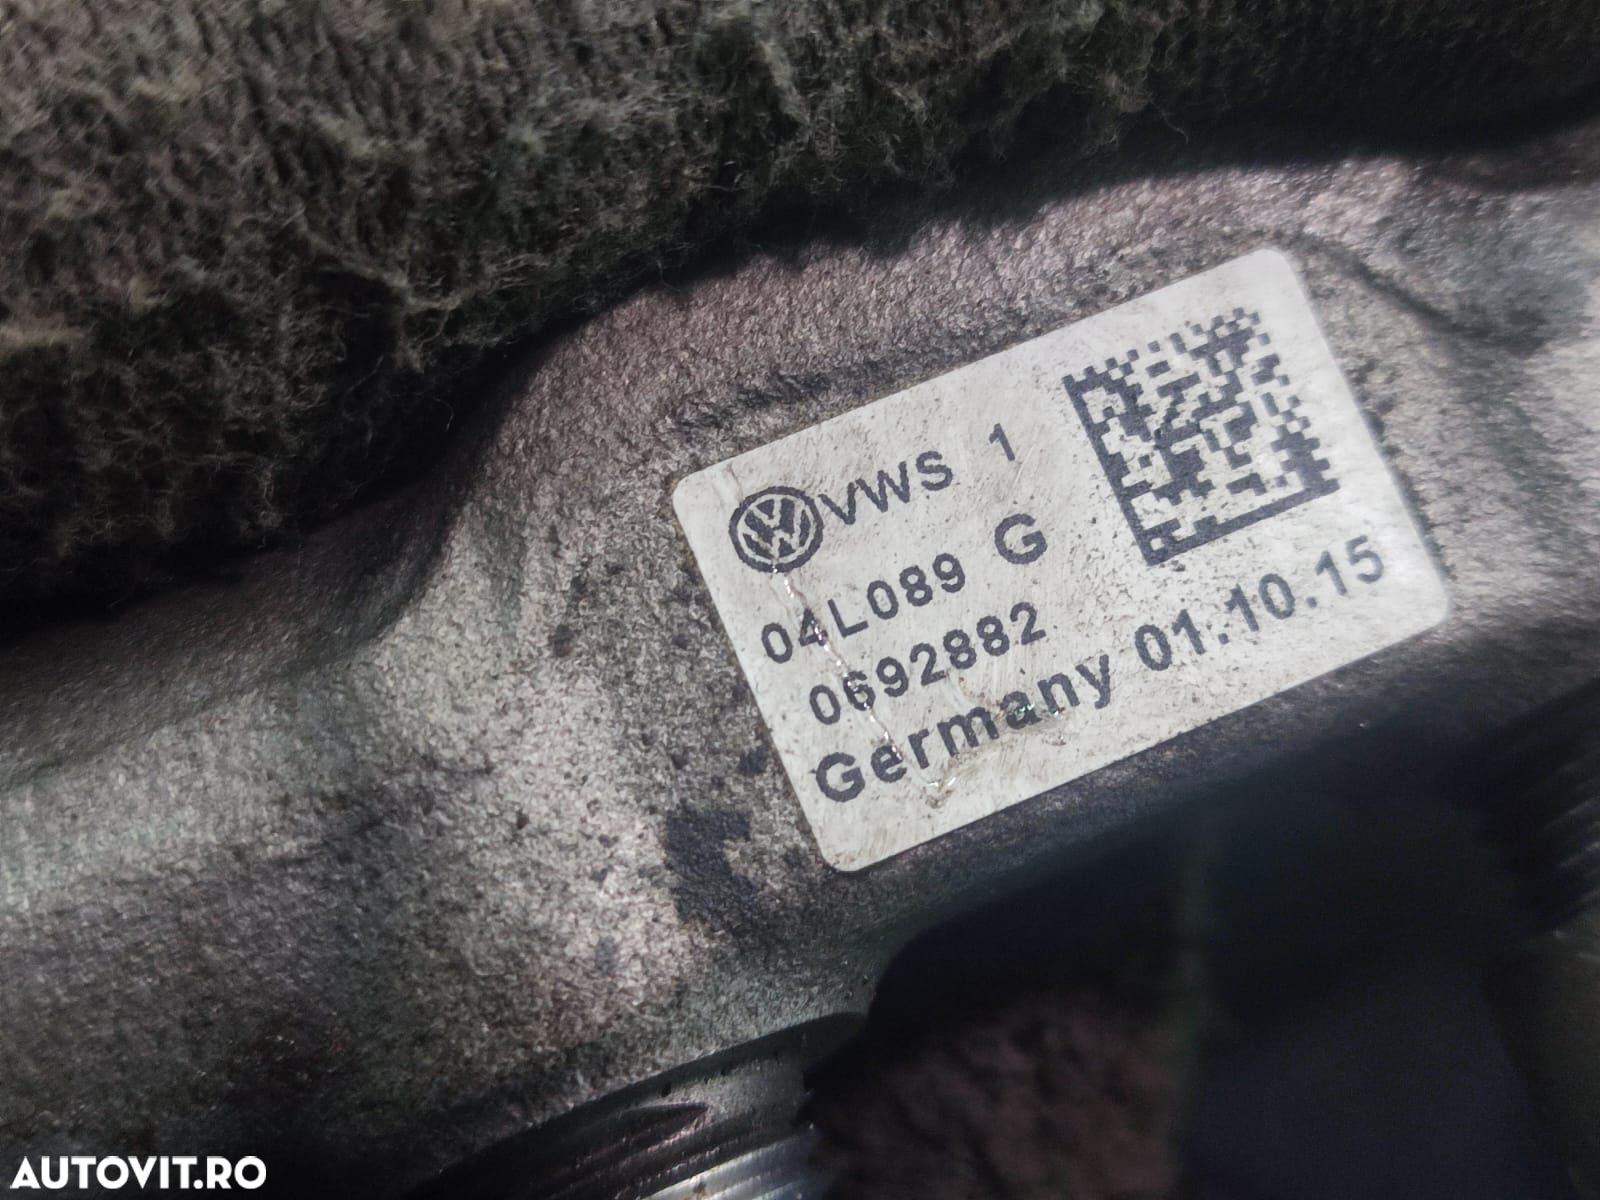 VWS 1
04L089 G
0692882
Germany 01.10.15
AUTOVIT.RO